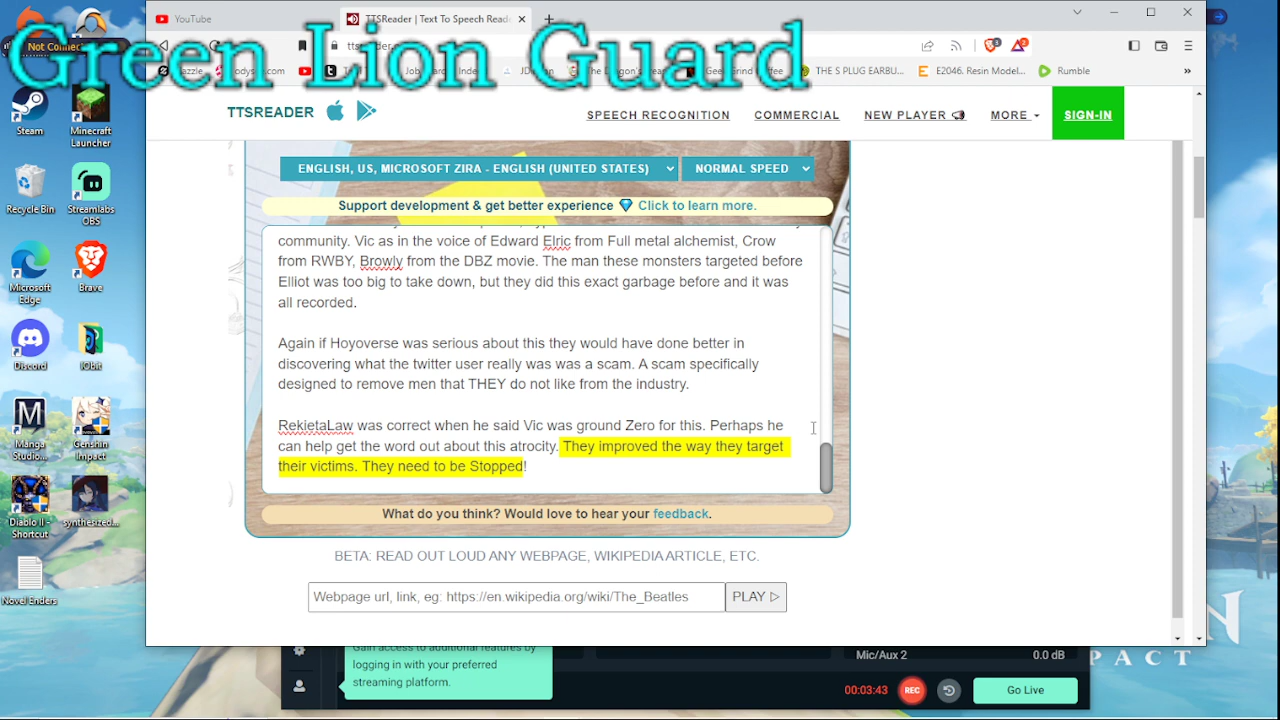 YouTube
TTSReader | Text To Speech Reade
Not Connec
Green Lion Guard
ttsreader.
THE S PLUG EARBU...
E2046. Resin Model...
Rumble
TTSREADER
SPEECH RECOGNITION
COMMERCIAL
NEW PLAYER
MORE
SIGN-IN
Steam
Minecraft Launcher
Recycle Bin
Streamlabs OBS
Microsoft Edge
Brave
Discord
IObit
Manga Studio...
Genshin Impact
Diablo II - Shortcut
synthesized...
Novel Enders
ENGLISH, US, MICROSOFT ZIRA - ENGLISH (UNITED STATES)
NORMAL SPEED
Support development & get better experience Click to learn more.
community. Vic as in the voice of Edward Elric from Full metal alchemist, Crow
from RWBY, Browly from the DBZ movie. The man these monsters targeted before
Elliot was too big to take down, but they did this exact garbage before and it was
all recorded.
Again if Hoyoverse was serious about this they would have done better in
discovering what the twitter user really was was a scam. A scam specifically
designed to remove men that THEY do not like from the industry.
RekietaLaw was correct when he said Vic was ground Zero for this. Perhaps he
can help get the word out about this atrocity. They improved the way they target
their victims. They need to be Stopped!
What do you think? Would love to hear your feedback.
BETA: READ OUT LOUD ANY WEBPAGE, WIKIPEDIA ARTICLE, ETC.
Webpage url, link, eg: https://en.wikipedia.org/wiki/The_Beatles
PLAY
Gain access to additional features by
logging in with your preferred
streaming platform.
Mic/Aux 2
0.0 dB
00:03:43
REC
Go Live
N
PACT